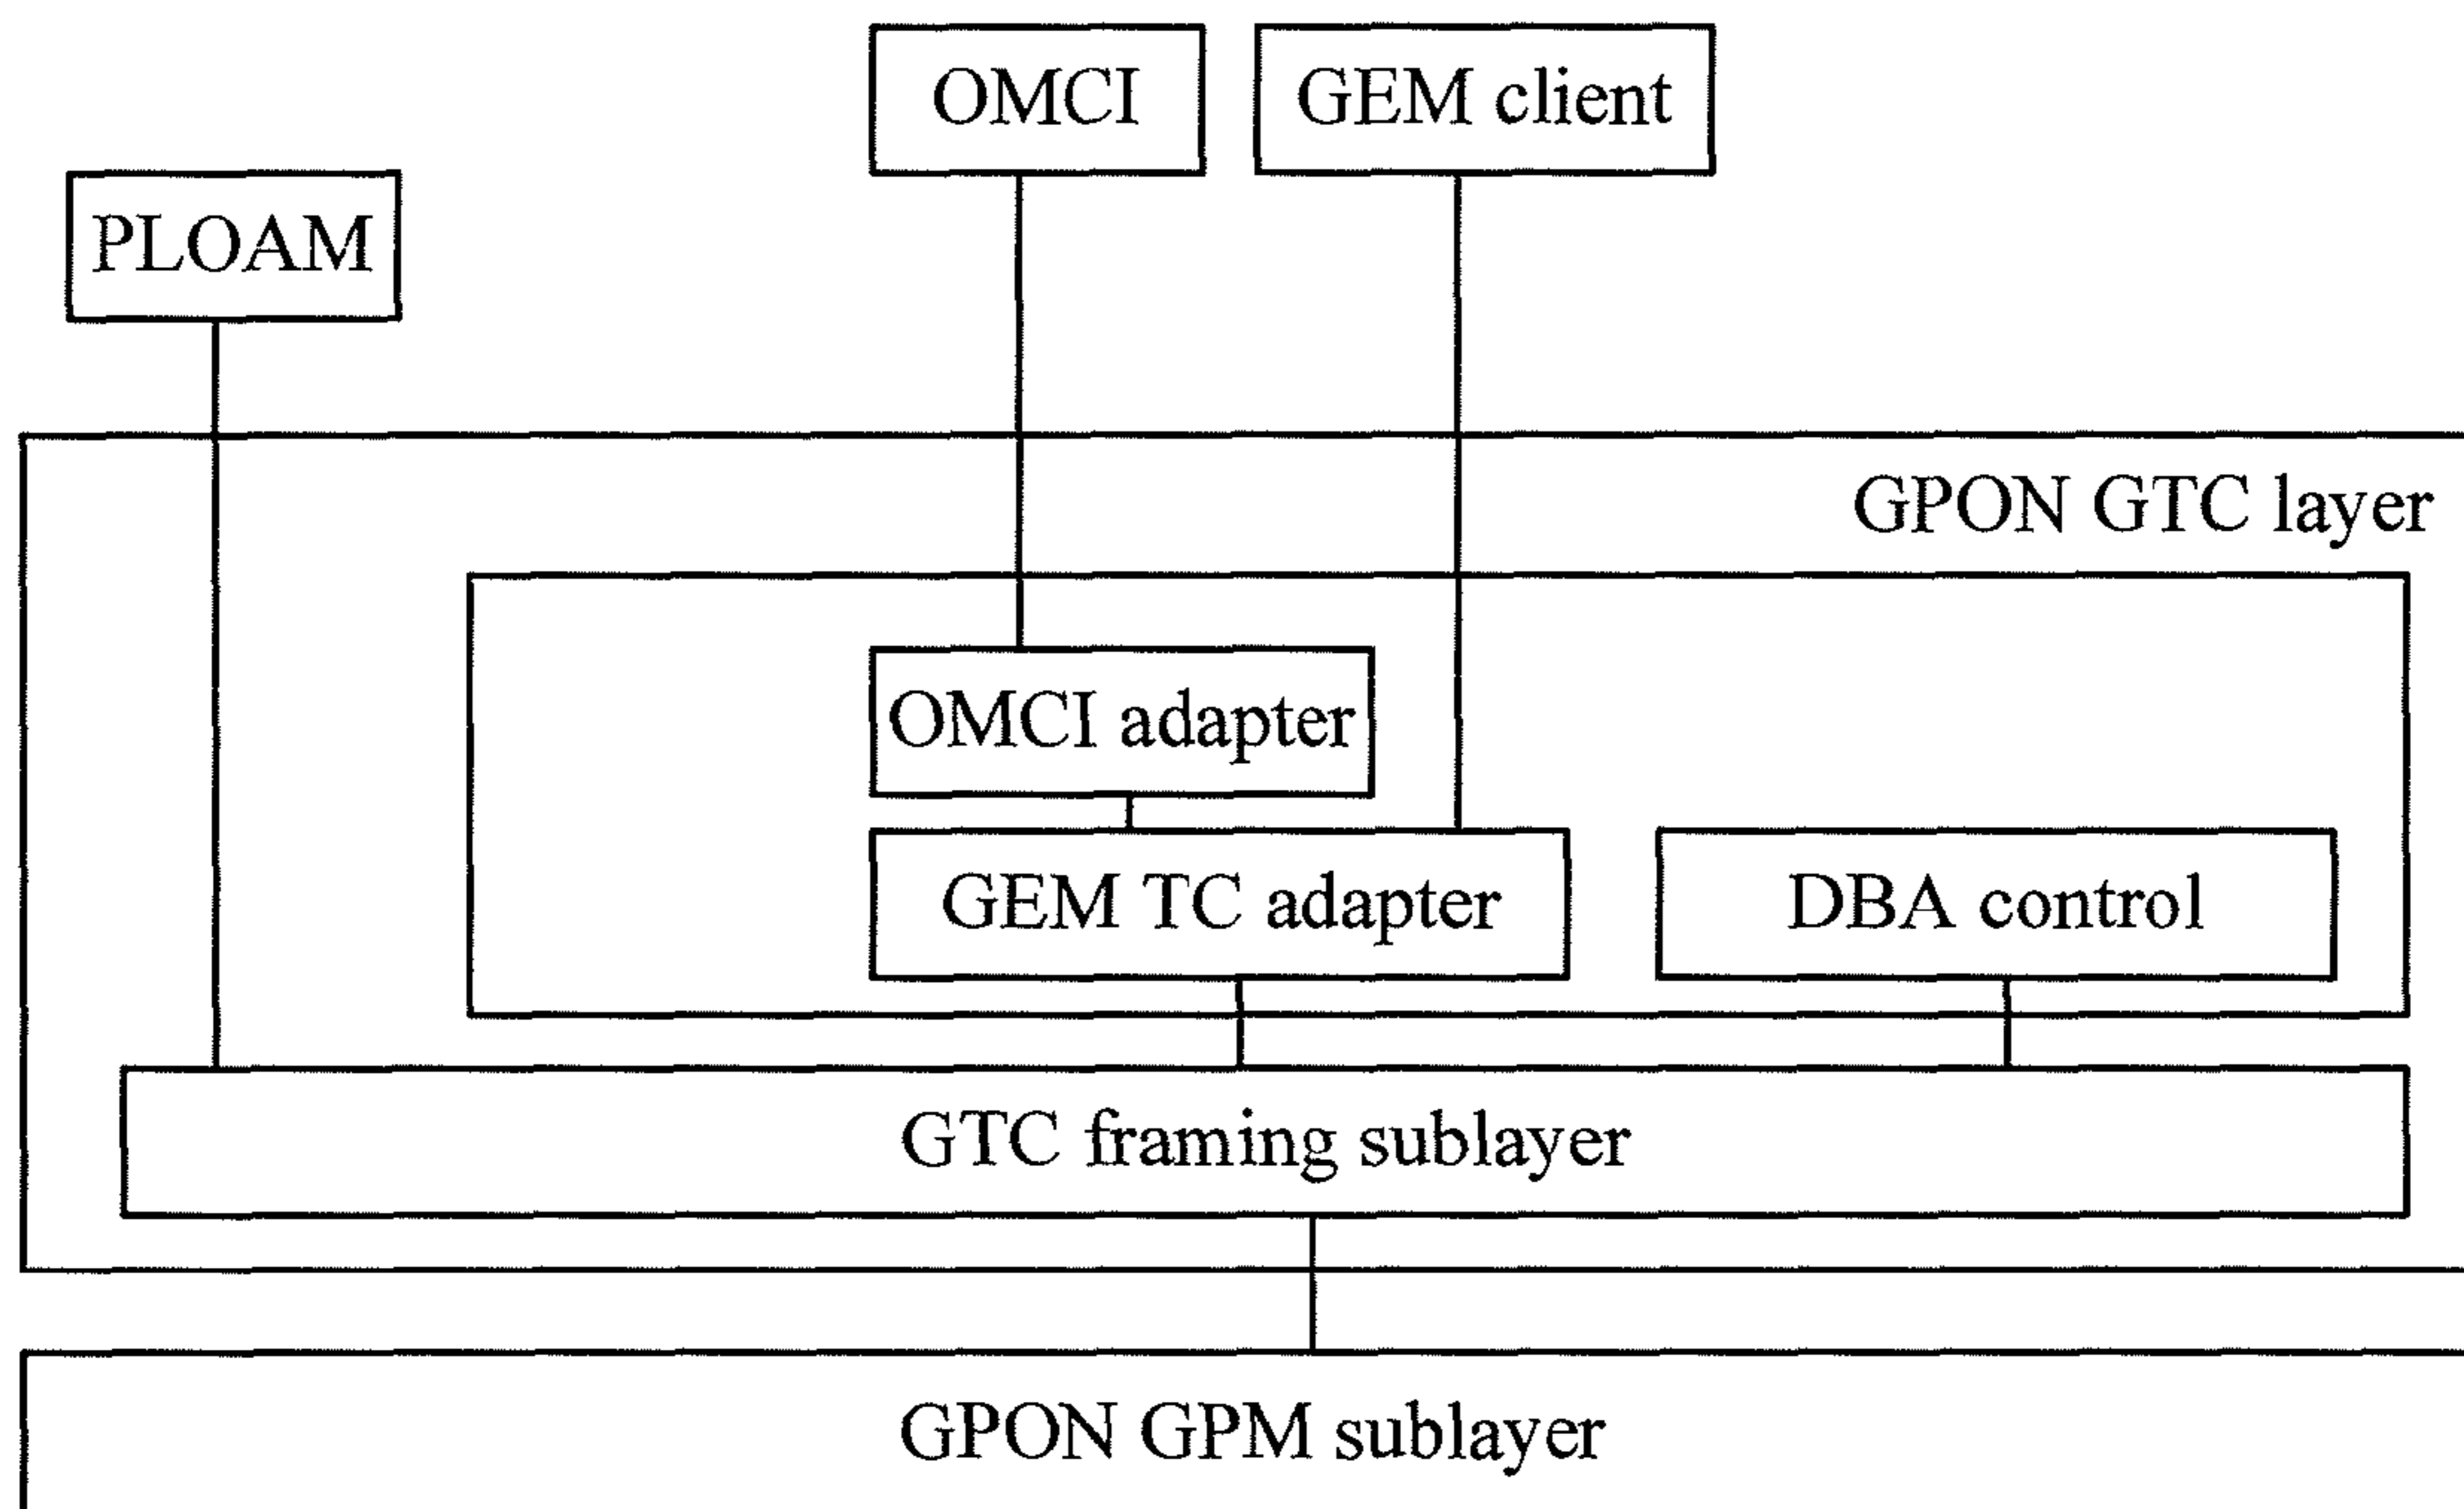 OMCI
GEM client
PLOAM
GPON GTC layer
OMCI adapter
GEM TC adapter
DBA control
GTC framing sublayer
GPON GPM sublayer